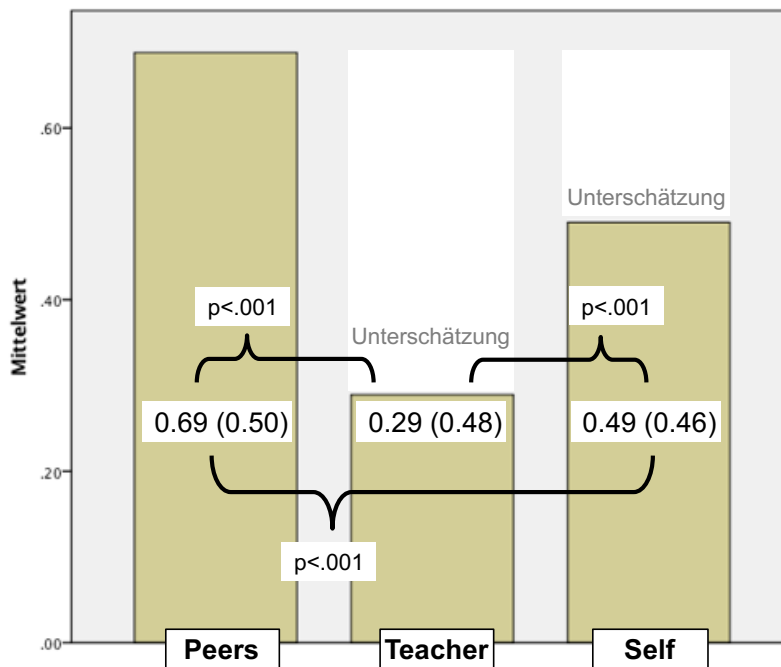 Mittelwert
.60
.40
.20
.00
Unterschätzung
Unterschätzung
p<.001
p<.001
0.69 (0.50)
0.29 (0.48)
0.49 (0.46)
p<.001
Peers
Teacher
Self